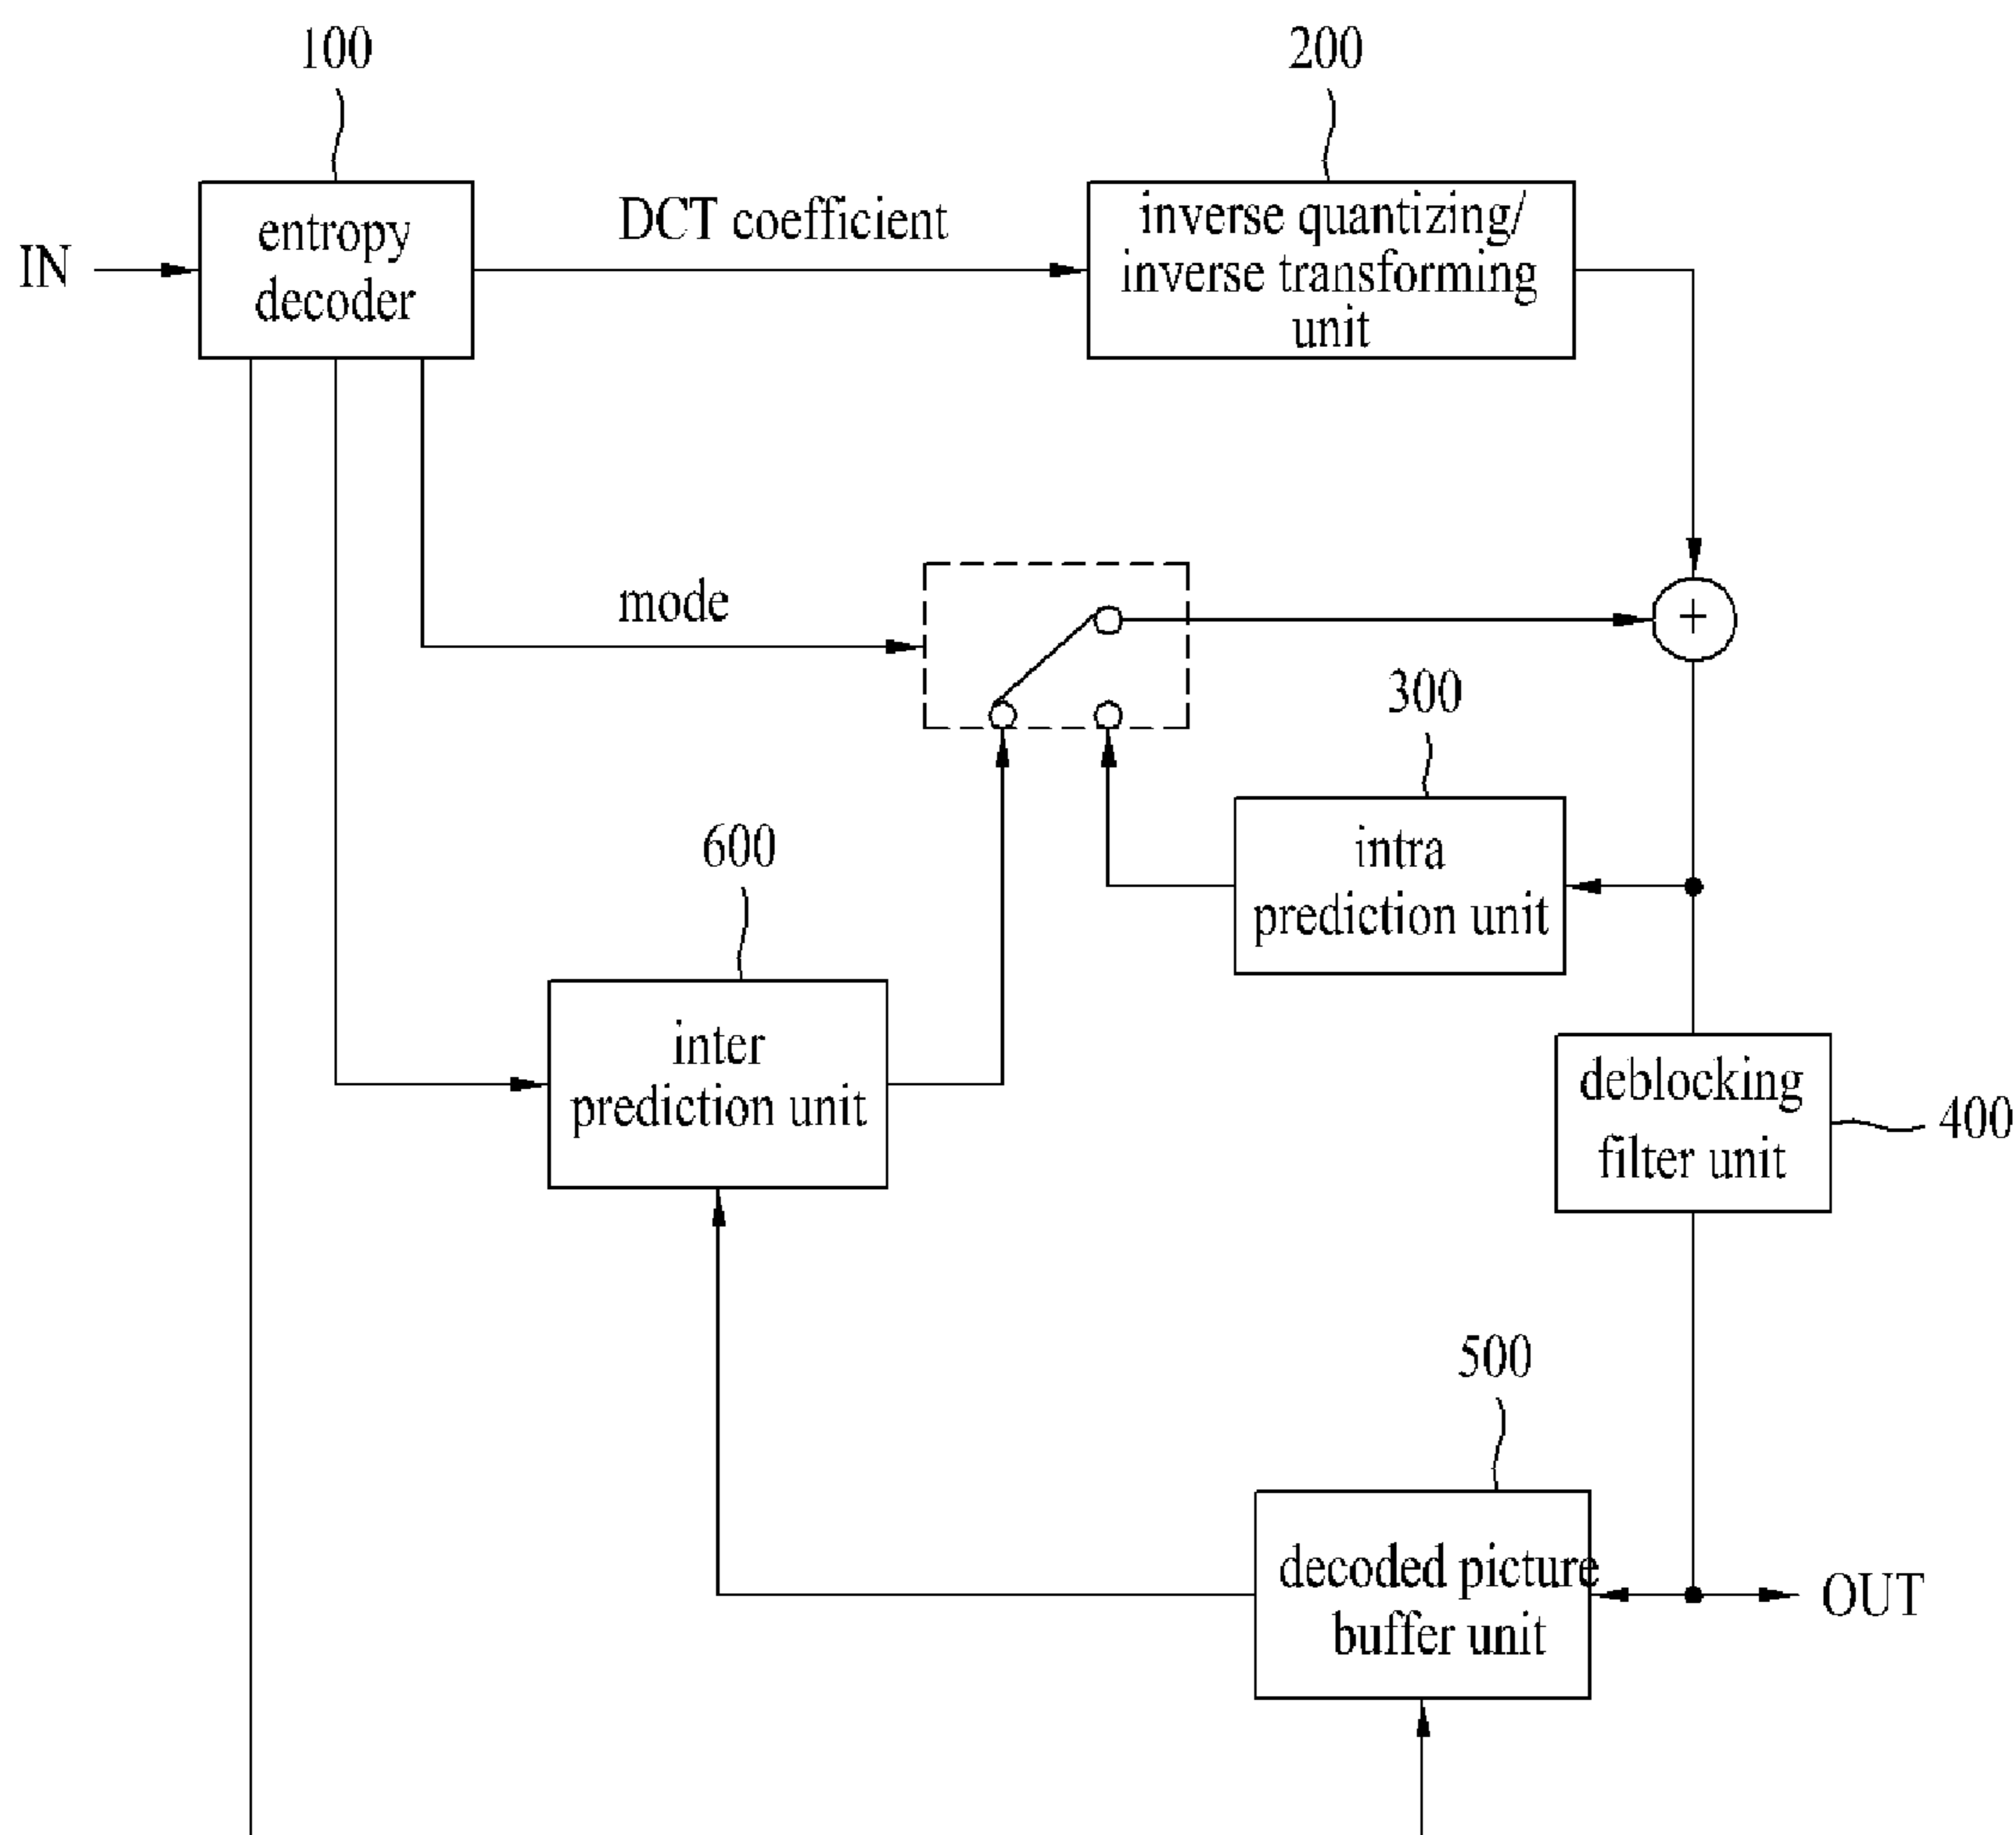 100
200
entropy
decoder
IN
DCT coefficient
inverse quantizing/
inverse transforming
unit
mode
+
300
intra
prediction unit
600
inter
prediction unit
deblocking
filter unit
400
500
decoded picture
buffer unit
OUT